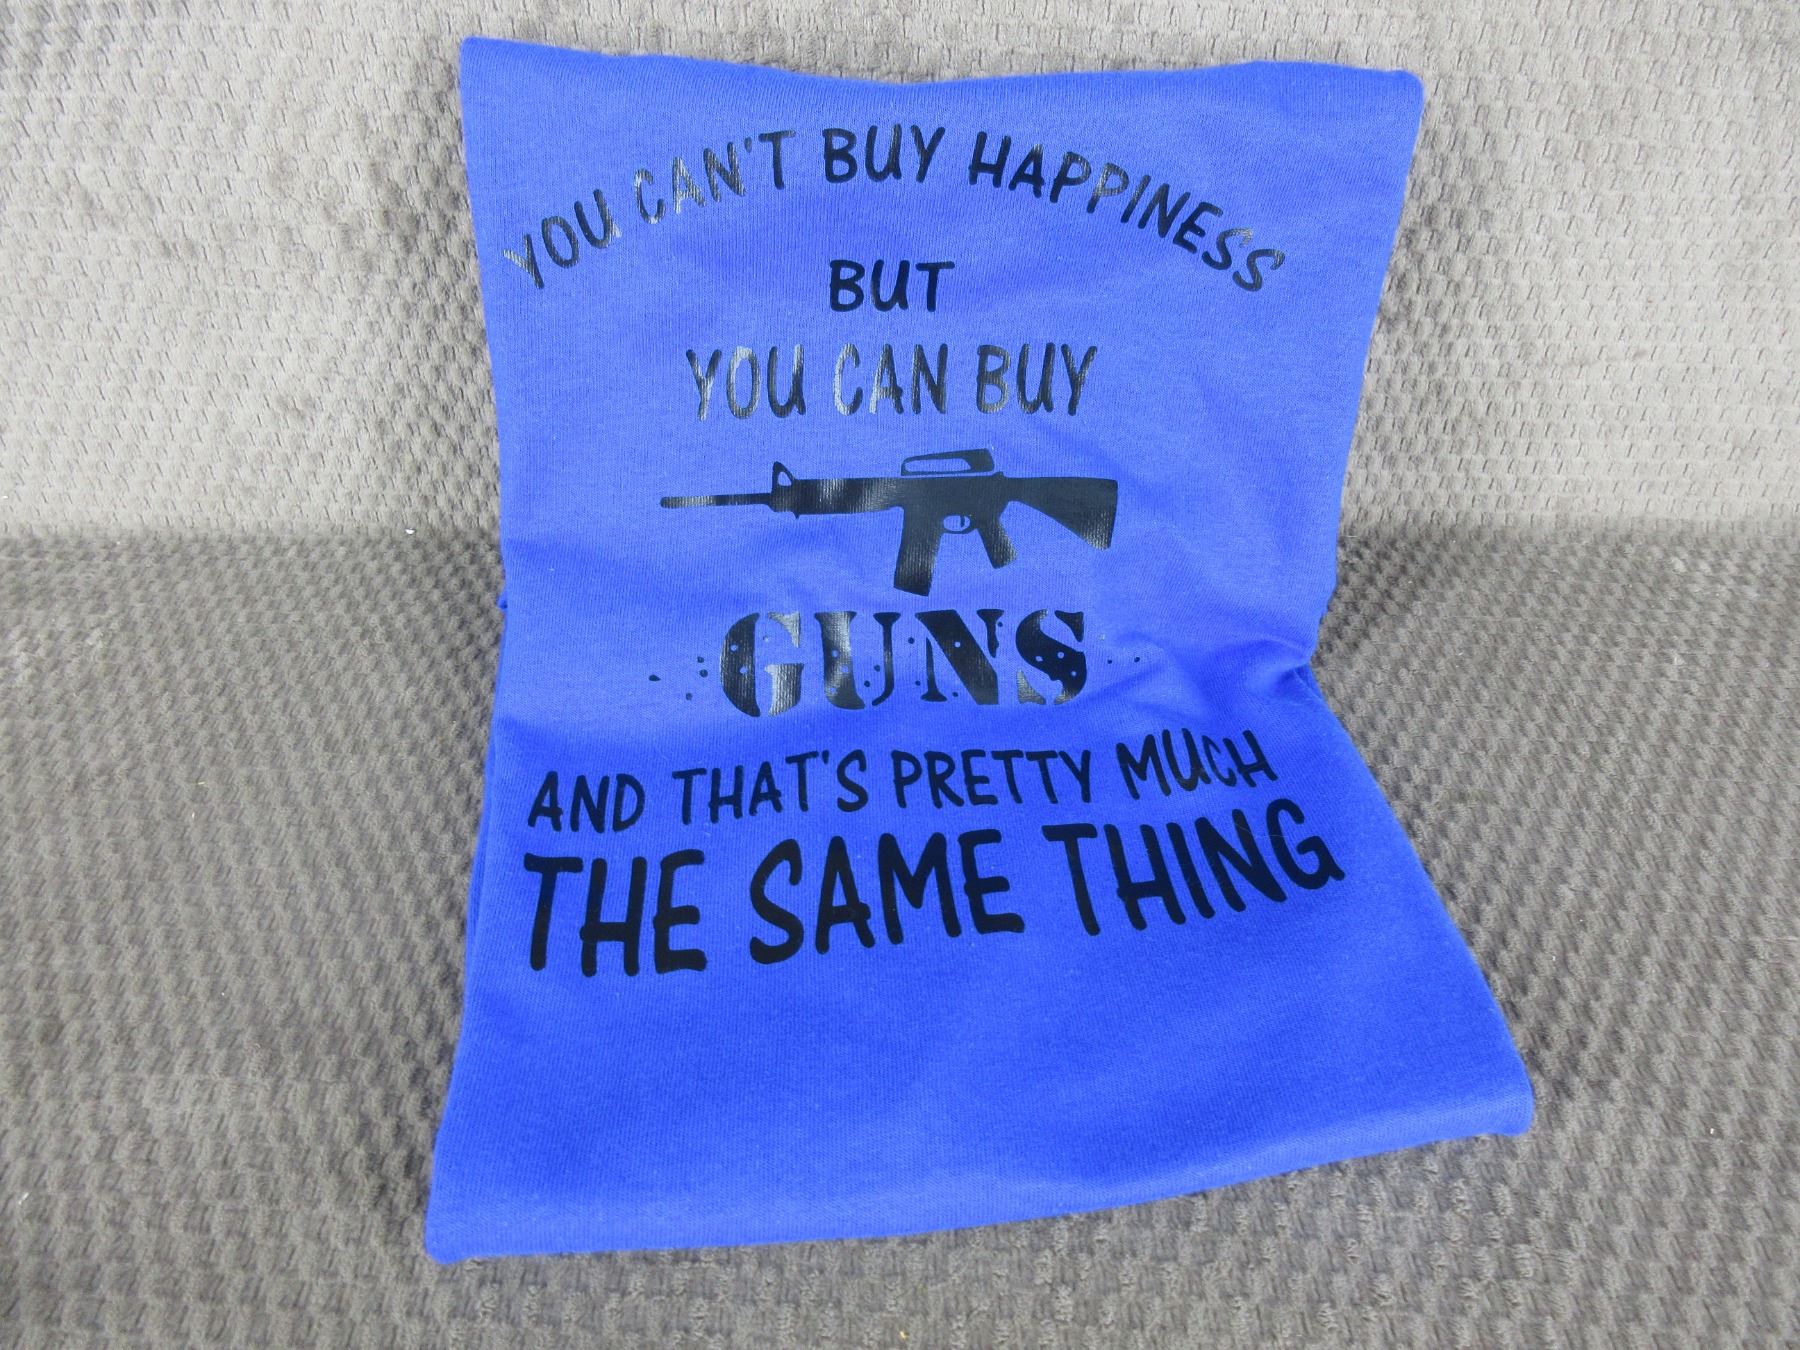 YOU CAN'T BUY HAPPINESS
BUT
YOU CAN BUY
GUNS
AND THAT'S PRETTY MUCH
THE SAME THING